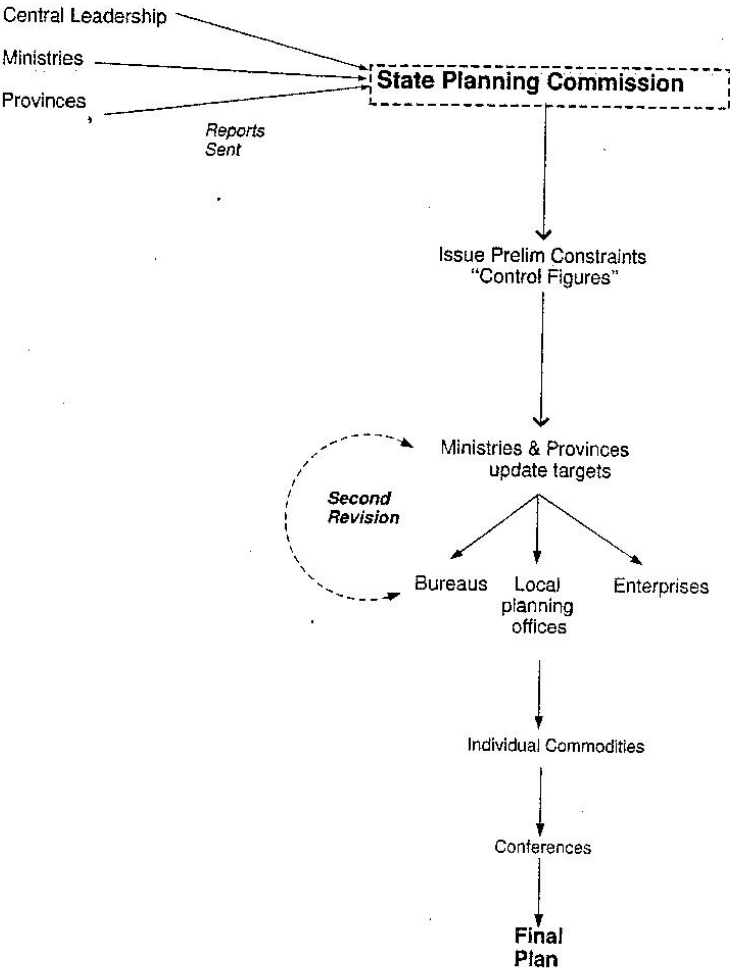 Central Leadership
Ministries
Provinces
State Planning Commission
Reports
Sent
Issue Prelim Constraints
"Control Figures"
Ministries & Provinces
update targets
Second
Revision
Bureaus
Local
planning
offices
Enterprises
Individual Commodities
Conferences
Final
Plan